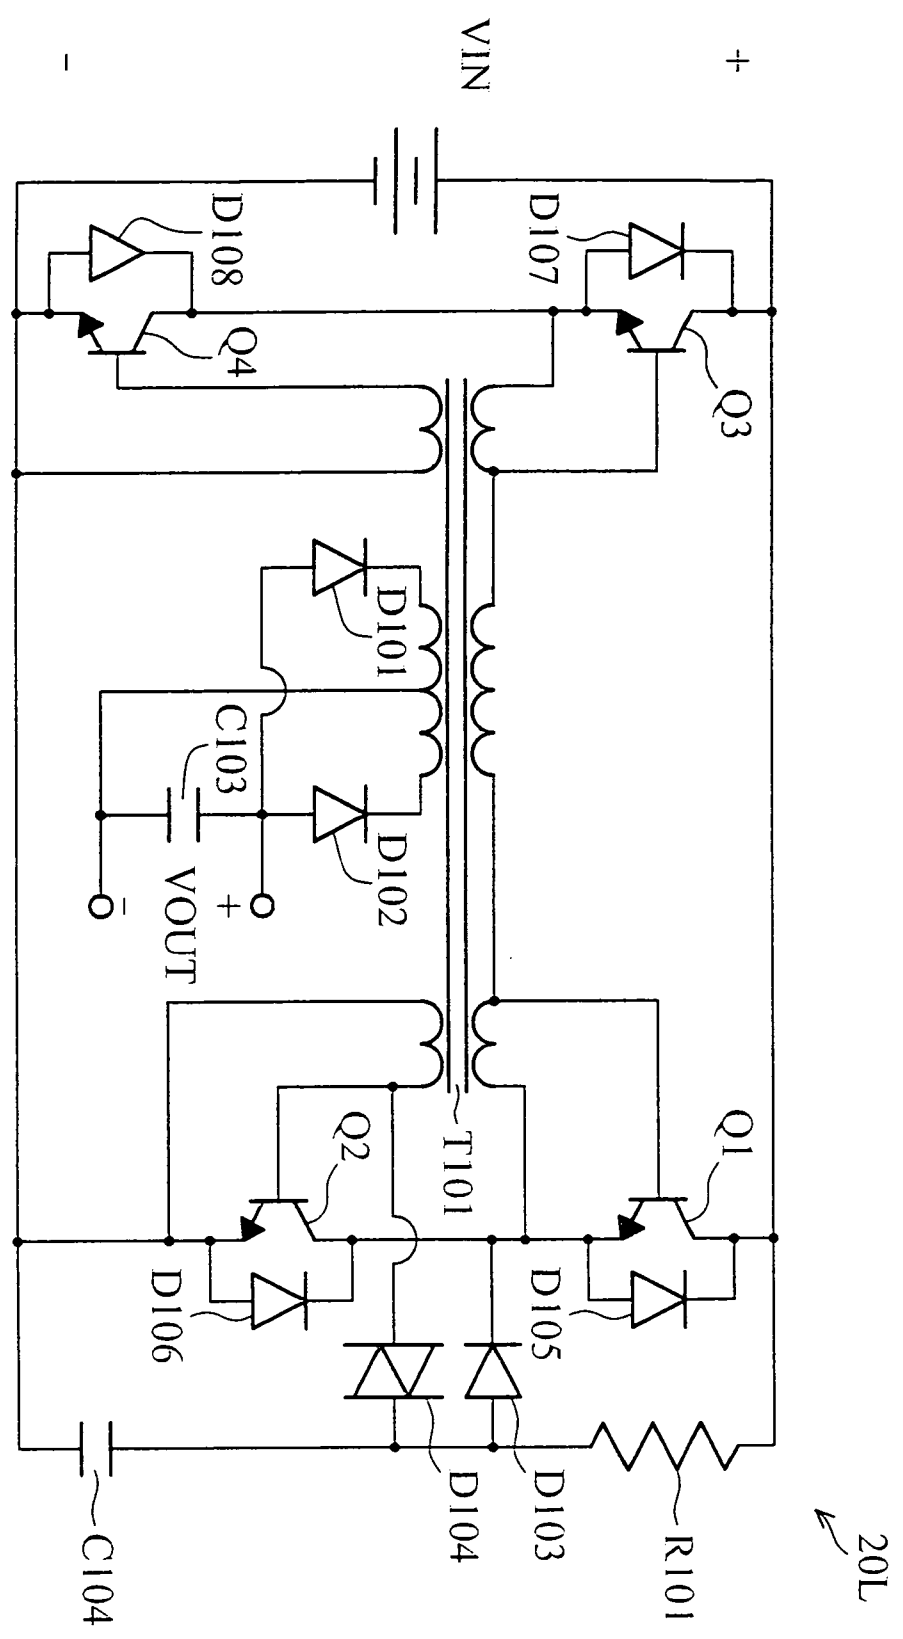 20L
+
VIN
-
D107
Q3
D108
Q4
D101
C103
D102
+
VOUT
-
T101
Q1
Q2
D105
D106
D103
D104
R101
C104